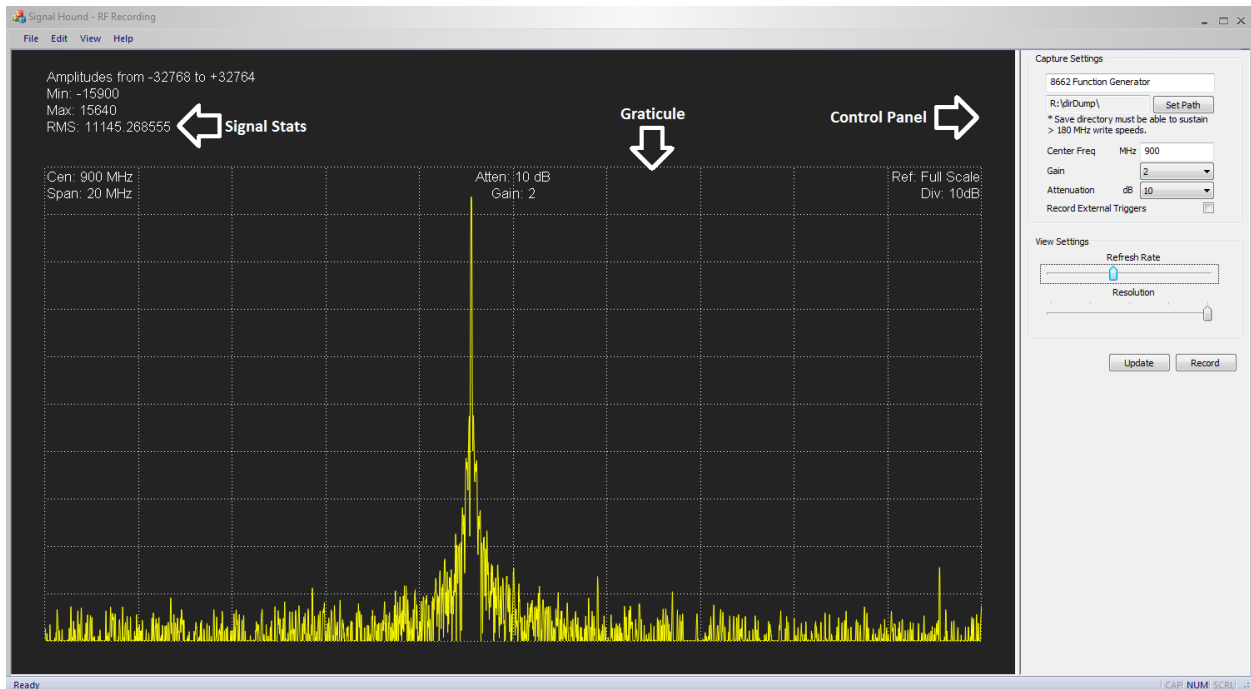 Signal Hound - RF Recording
File Edit View Help
Amplitudes from -32768 to +32764
Min: -15900
Max: 15640
RMS: 11145.268555
Signal Stats
Graticule
Control Panel
Cen: 900 MHz
Span: 20 MHz
Atten: 10 dB
Gain: 2
Ref: Full Scale
Div: 10dB
Capture Settings
8662 Function Generator
R:\dirDump\ Set Path
* Save directory must be able to sustain
> 180 MHz write speeds.
Center Freq MHz 900
Gain 2
Attenuation dB 10
Record External Triggers
View Settings
Refresh Rate
Resolution
Update Record
Ready
CAP NUM SCRL